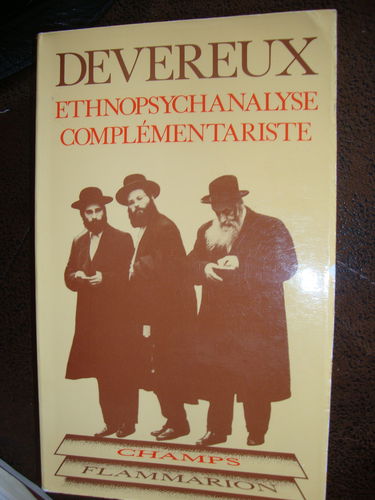 DEVEREUX
ETHNOPSYCHANALYSE
COMPLÉMENTARISTE
CHAMPS
FLAMMARION